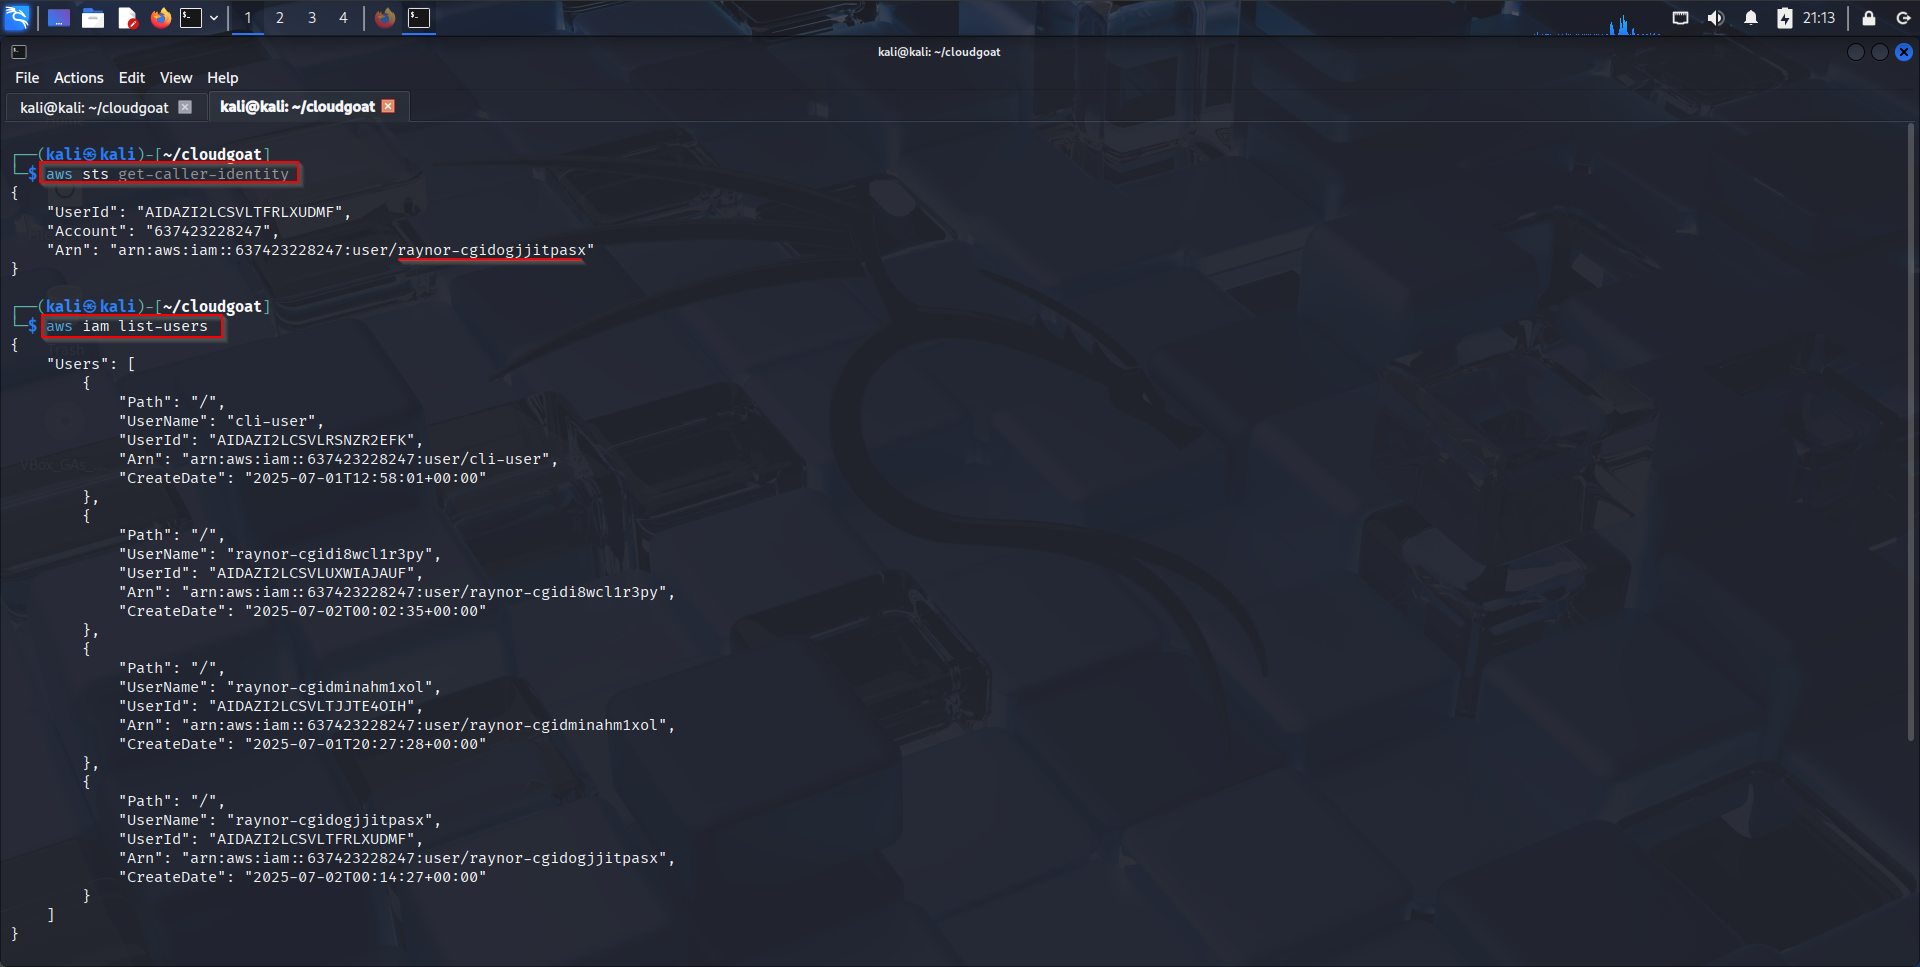 1 2 3 4
21:13
kali@kali: ~/cloudgoat
File Actions Edit View Help
kali@kali: ~/cloudgoat
kali@kali: ~/cloudgoat
┌──(kali㉿kali)-[~/cloudgoat]
└─$ aws sts get-caller-identity
{
    "UserId": "AIDAZI2LCSVLTFRLXUDMF",
    "Account": "637423228247",
    "Arn": "arn:aws:iam::637423228247:user/raynor-cgidogjjitpasx"
}
┌──(kali㉿kali)-[~/cloudgoat]
└─$ aws iam list-users
{
    "Users": [
        {
            "Path": "/",
            "UserName": "cli-user",
            "UserId": "AIDAZI2LCSVLRSNZR2EFK",
            "Arn": "arn:aws:iam::637423228247:user/cli-user",
            "CreateDate": "2025-07-01T12:58:01+00:00"
        },
        {
            "Path": "/",
            "UserName": "raynor-cgidi8wcl1r3py",
            "UserId": "AIDAZI2LCSVLUXWIAJAUF",
            "Arn": "arn:aws:iam::637423228247:user/raynor-cgidi8wcl1r3py",
            "CreateDate": "2025-07-02T00:02:35+00:00"
        },
        {
            "Path": "/",
            "UserName": "raynor-cgidminahm1xol",
            "UserId": "AIDAZI2LCSVLTJJTE4OIH",
            "Arn": "arn:aws:iam::637423228247:user/raynor-cgidminahm1xol",
            "CreateDate": "2025-07-01T20:27:28+00:00"
        },
        {
            "Path": "/",
            "UserName": "raynor-cgidogjjitpasx",
            "UserId": "AIDAZI2LCSVLTFRLXUDMF",
            "Arn": "arn:aws:iam::637423228247:user/raynor-cgidogjjitpasx",
            "CreateDate": "2025-07-02T00:14:27+00:00"
        }
    ]
}